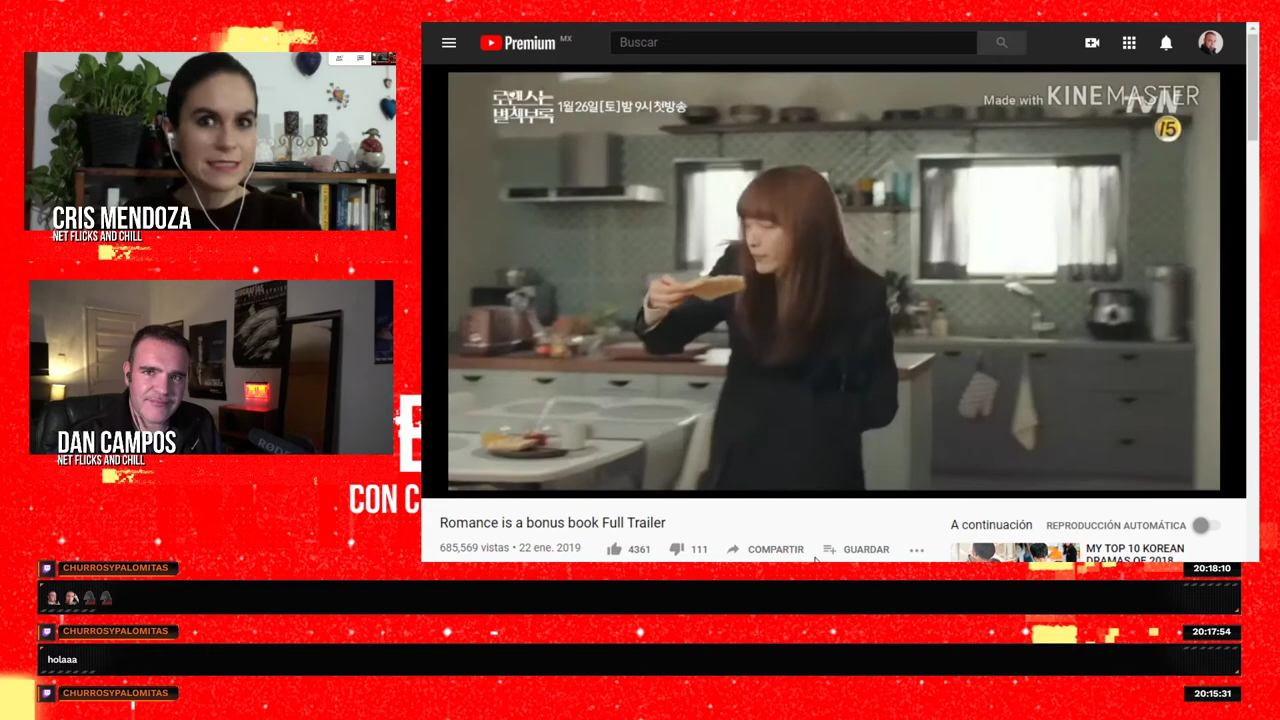 Premium MX
Buscar
로맨스는
별책부록
1월 26일[토] 밤 9시 첫방송
Made with KINEMASTER
tvN
15
CRIS MENDOZA
NET FLICKS AND CHILL
DAN CAMPOS
NET FLICKS AND CHILL
RØDE
CON C
Romance is a bonus book Full Trailer
685,569 vistas • 22 ene. 2019
4361
111
COMPARTIR
GUARDAR
A continuación
REPRODUCCIÓN AUTOMÁTICA
MY TOP 10 KOREAN
DRAMAS OF 2018
CHURROSYPALOMITAS
20:18:10
CHURROSYPALOMITAS
20:17:54
holaaa
CHURROSYPALOMITAS
20:15:31